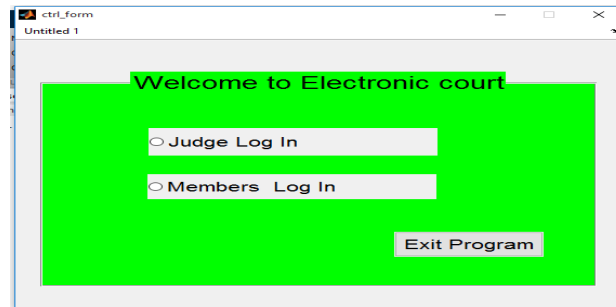 ctrl_form
Untitled 1
Welcome to Electronic court
Judge Log In
Members Log In
Exit Program